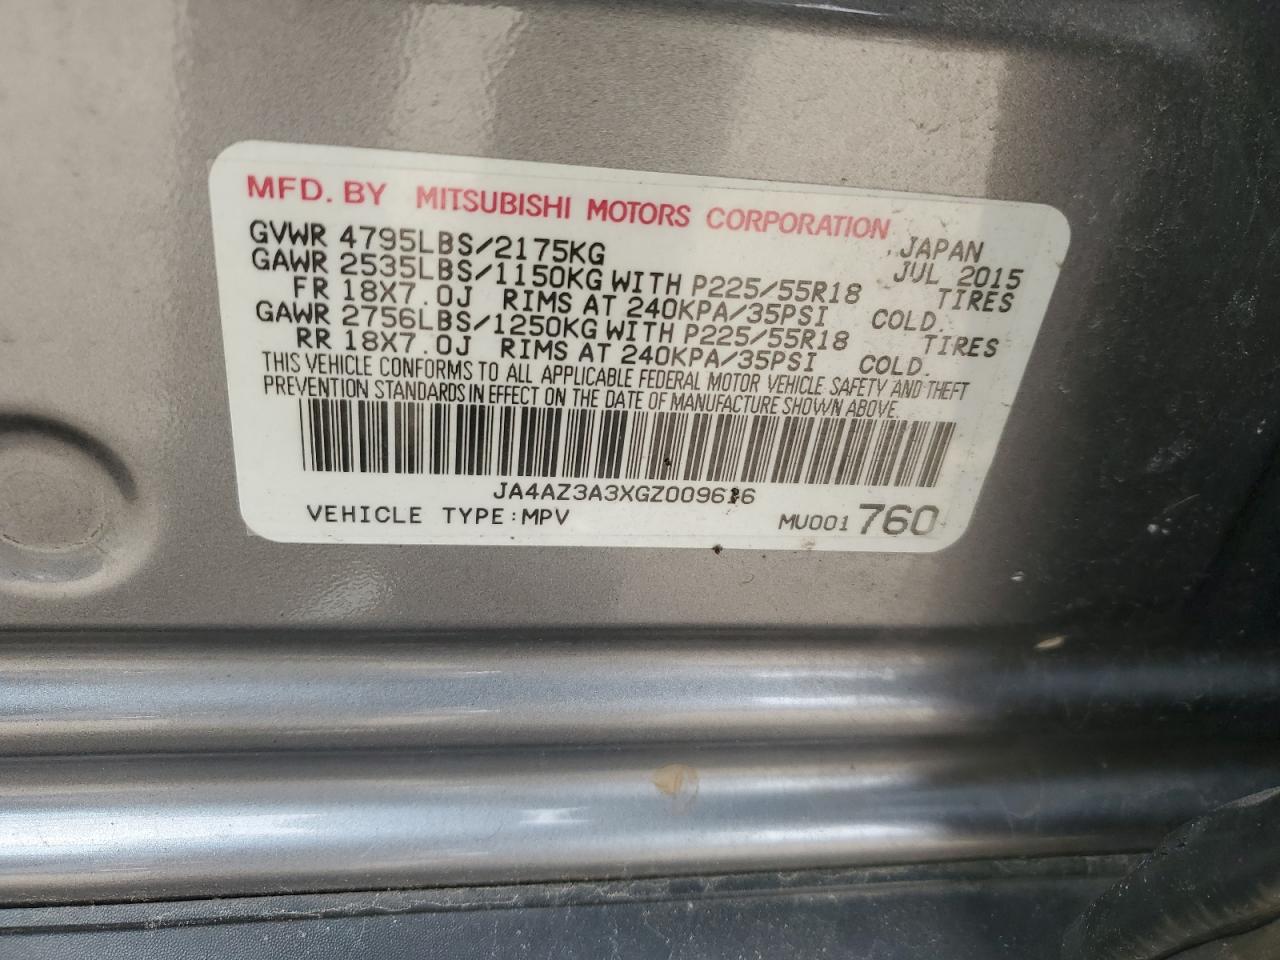 MFD. BY MITSUBISHI MOTORS CORPORATION
GVWR 4795LBS/2175KG JAPAN
GAWR 2535LBS/1150KG WITH P225/55R18 JUL 2015
FR 18X7.0J RIMS AT 240KPA/35PSI COLD. TIRES
GAWR 2756LBS/1250KG WITH P225/55R18 TIRES
RR 18X7.0J RIMS AT 240KPA/35PSI COLD.
THIS VEHICLE CONFORMS TO ALL APPLICABLE FEDERAL MOTOR VEHICLE SAFETY AND THEFT
PREVENTION STANDARDS IN EFFECT ON THE DATE OF MANUFACTURE SHOWN ABOVE.
JA4AZ3A3XGZ009616
VEHICLE TYPE:MPV MU001 760